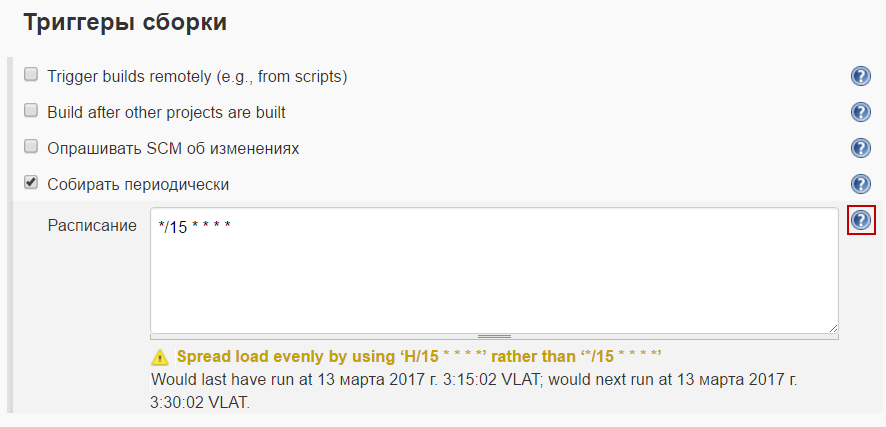 Триггеры сборки
Trigger builds remotely (e.g., from scripts)
Build after other projects are built
Опрашивать SCM об изменениях
Собирать периодически
Расписание
*/15 * * * *
Spread load evenly by using ‘H/15 * * * *’ rather than ‘*/15 * * * *’
Would last have run at 13 марта 2017 г. 3:15:02 VLAT; would next run at 13 марта 2017 г.
3:30:02 VLAT.